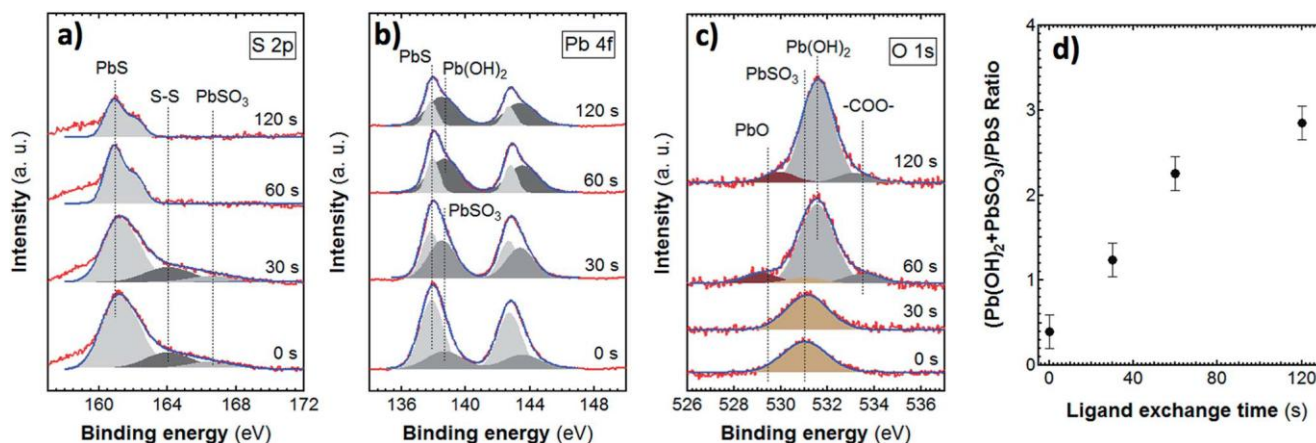 a)
S 2p
PbS
S-S
PbSO₃
120 s
60 s
30 s
0 s
Intensity (a. u.)
160 162 164 166 168 170 172
Binding energy (eV)
b)
Pb 4f
PbS
Pb(OH)₂
120 s
60 s
PbSO₃
30 s
0 s
Intensity (a. u.)
136 140 144 148
Binding energy (eV)
c)
O 1s
Pb(OH)₂
PbSO₃
-COO-
PbO
120 s
60 s
30 s
0 s
Intensity (a. u.)
526 528 530 532 534 536
Binding energy (eV)
d)
4
3
2
1
0
(Pb(OH)₂+PbSO₃)/PbS Ratio
0 40 80 120
Ligand exchange time (s)